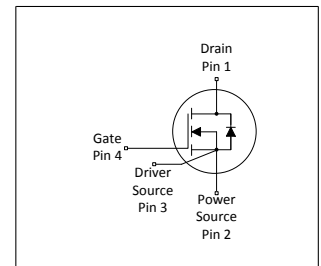 Drain
Pin 1
Gate
Pin 4
Driver
Source
Pin 3
Power
Source
Pin 2